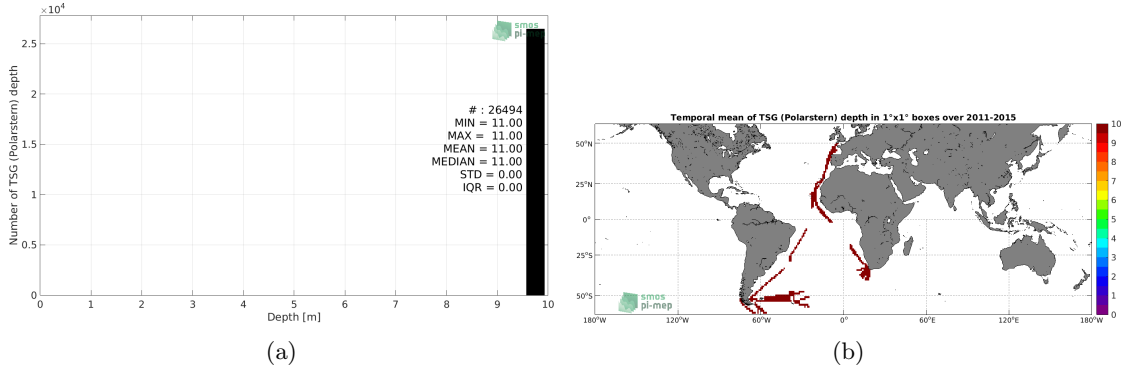 ×10⁴
smos
pi-mep
2.5
2
1.5
1
0.5
0
Number of TSG (Polarstern) depth
# : 26494
MIN = 11.00
MAX = 11.00
MEAN = 11.00
MEDIAN = 11.00
STD = 0.00
IQR = 0.00
0 1 2 3 4 5 6 7 8 9 10
Depth [m]
(a)
Temporal mean of TSG (Polarstern) depth in 1°x1° boxes over 2011-2015
50°N
25°N
0°
25°S
50°S
smos
pi-mep
180°W 120°W 60°W 0° 60°E 120°E 180°E
10
9
8
7
6
5
4
3
2
1
0
(b)